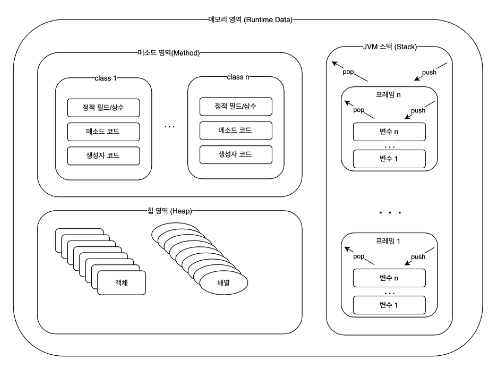 메모리 영역 (Runtime Data)
메소드 영역(Method)
class 1
정적 필드/상수
메소드 코드
생성자 코드
...
class n
정적 필드/상수
메소드 코드
생성자 코드
힙 영역 (Heap)
객체
배열
JVM 스택 (Stack)
pop
push
프레임 n
pop
push
변수 n
...
변수 1
...
프레임 1
pop
push
변수 n
...
변수 1